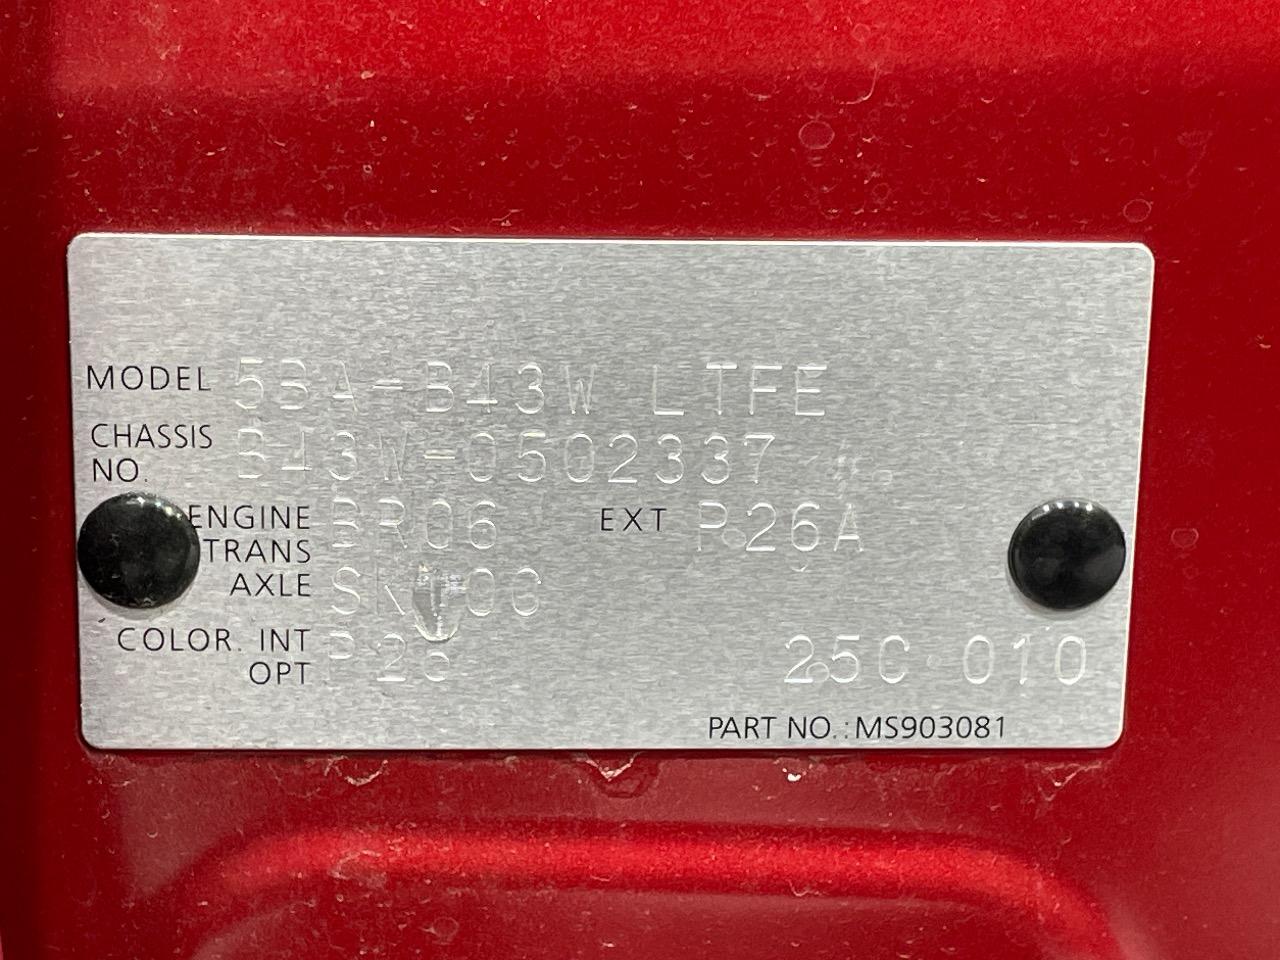 MODEL 5BA-B43W LTFE
CHASSIS
NO. B43W-0502337
ENGINE BR06 EXT P26A
TRANS
AXLE
COLOR. INT
OPT 25C 010
PART NO.:MS903081